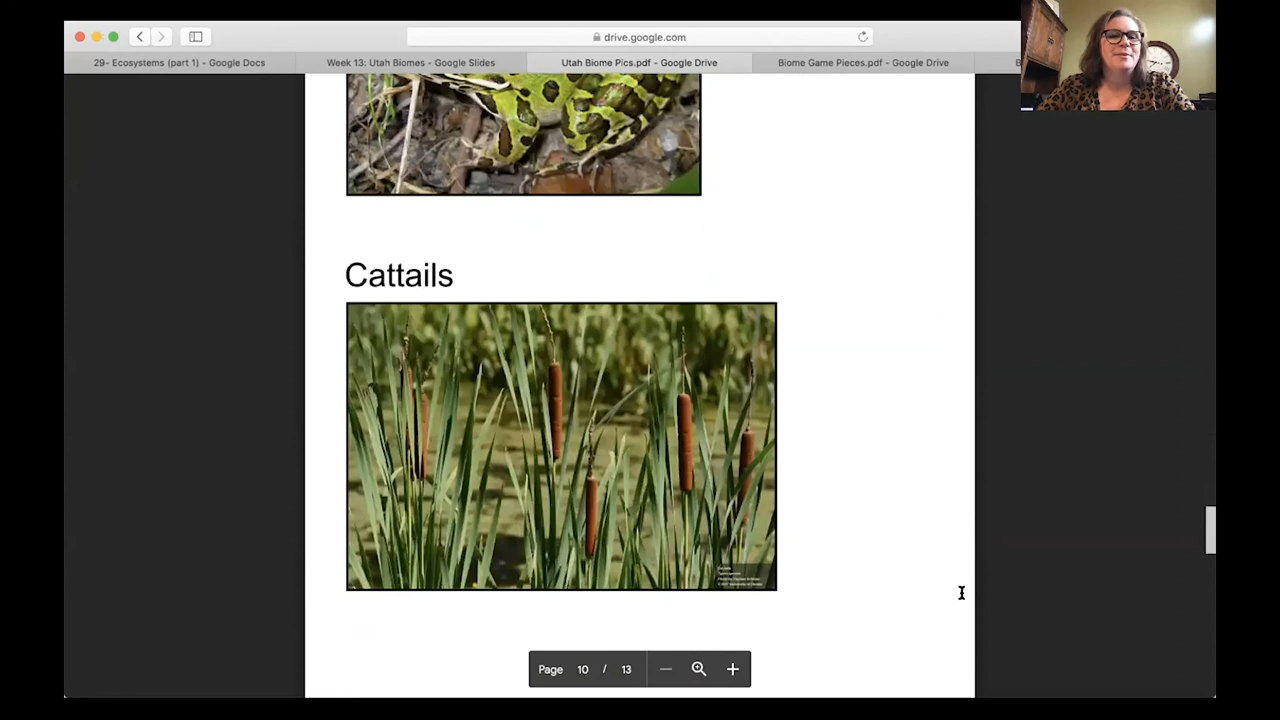 drive.google.com
29- Ecosystems (part 1) - Google Docs
Week 13: Utah Biomes - Google Slides
Utah Biome Pics.pdf - Google Drive
Biome Game Pieces.pdf - Google Drive
B
Cattails
Page 10 / 13